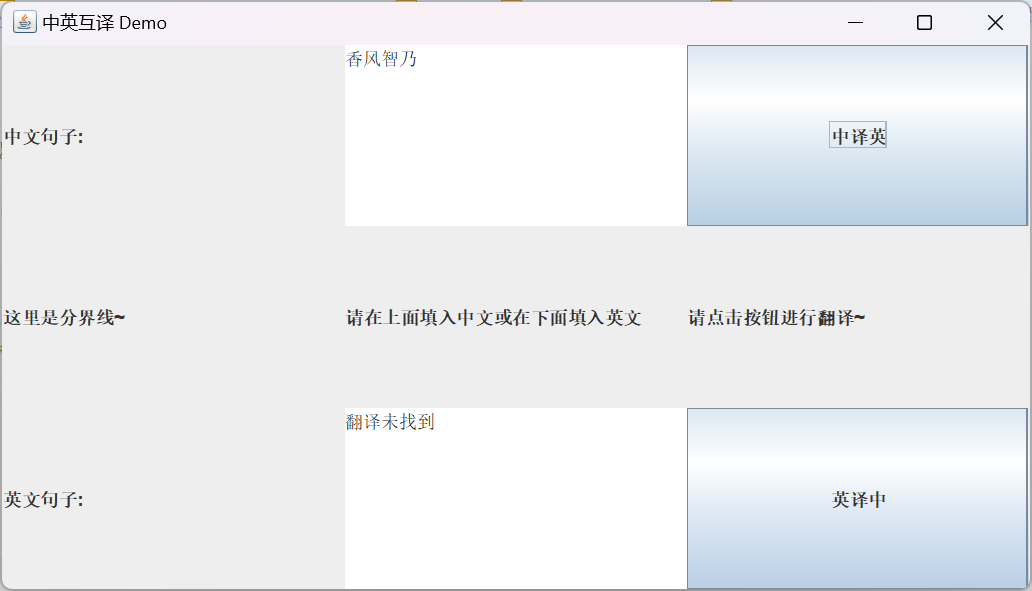 中英互译 Demo
香风智乃
中文句子:
中译英
这里是分界线~
请在上面填入中文或在下面填入英文
请点击按钮进行翻译~
翻译未找到
英文句子:
英译中